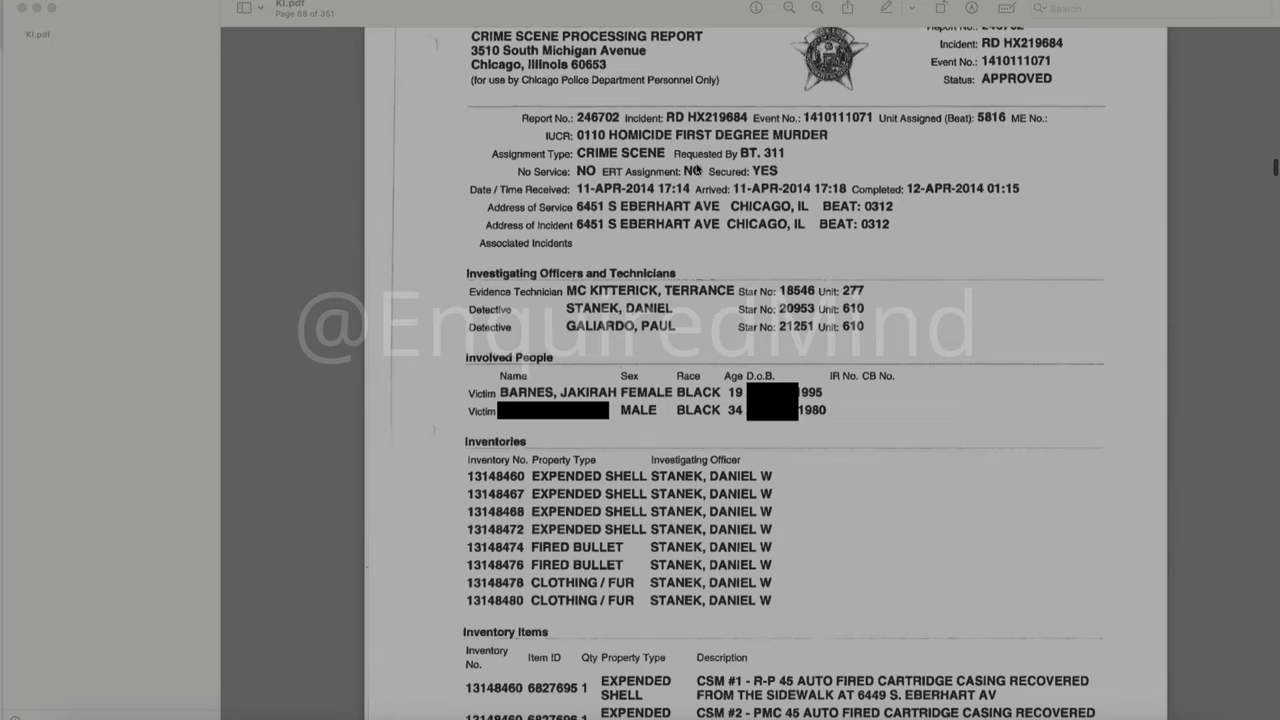 KI.pdf
Page 68 of 351
Search
KI.pdf
CRIME SCENE PROCESSING REPORT
3510 South Michigan Avenue
Chicago, Illinois 60653
(for use by Chicago Police Department Personnel Only)
Incident: RD HX219684
Event No.: 1410111071
Status: APPROVED
Report No.: 246702 Incident: RD HX219684 Event No.: 1410111071 Unit Assigned (Beat): 5816 ME No.:
IUCR: 0110 HOMICIDE FIRST DEGREE MURDER
Assignment Type: CRIME SCENE Requested By BT. 311
No Service: NO ERT Assignment: NO Secured: YES
Date / Time Received: 11-APR-2014 17:14 Arrived: 11-APR-2014 17:18 Completed: 12-APR-2014 01:15
Address of Service 6451 S EBERHART AVE CHICAGO, IL BEAT: 0312
Address of Incident 6451 S EBERHART AVE CHICAGO, IL BEAT: 0312
Associated Incidents
Investigating Officers and Technicians
Evidence Technician MC KITTERICK, TERRANCE Star No: 18546 Unit: 277
Detective STANEK, DANIEL Star No: 20953 Unit: 610
Detective GALIARDO, PAUL Star No: 21251 Unit: 610
@EnquiredMind
Involved People
Name Sex Race Age D.o.B. IR No. CB No.
Victim BARNES, JAKIRAH FEMALE BLACK 19 1995
Victim MALE BLACK 34 1980
Inventories
Inventory No. Property Type Investigating Officer
13148460 EXPENDED SHELL STANEK, DANIEL W
13148467 EXPENDED SHELL STANEK, DANIEL W
13148468 EXPENDED SHELL STANEK, DANIEL W
13148472 EXPENDED SHELL STANEK, DANIEL W
13148474 FIRED BULLET STANEK, DANIEL W
13148476 FIRED BULLET STANEK, DANIEL W
13148478 CLOTHING / FUR STANEK, DANIEL W
13148480 CLOTHING / FUR STANEK, DANIEL W
Inventory Items
Inventory
No. Item ID Qty Property Type Description
13148460 6827695 1 EXPENDED SHELL CSM #1 - R-P 45 AUTO FIRED CARTRIDGE CASING RECOVERED
FROM THE SIDEWALK AT 6449 S. EBERHART AV
13148460 6827696 1 EXPENDED CSM #2 - PMC 45 AUTO FIRED CARTRIDGE CASING RECOVERED